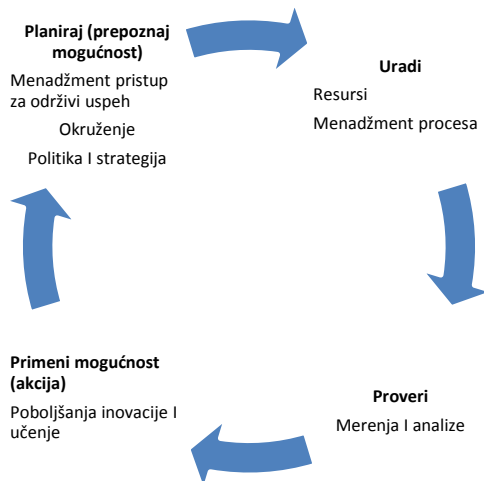 Planiraj (prepoznaj
mogućnost)
Menadžment pristup
za održivi uspeh
Okruženje
Politika I strategija
Uradi
Resursi
Menadžment procesa
Proveri
Merenja I analize
Primeni mogućnost
(akcija)
Poboljšanja inovacije I
učenje